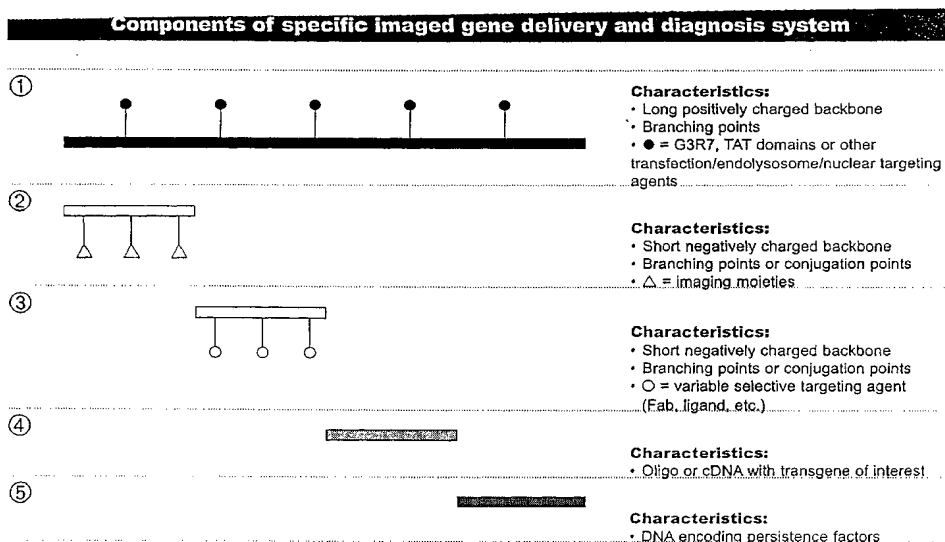 Components of specific imaged gene delivery and diagnosis system
①
Characteristics:
• Long positively charged backbone
• Branching points
• ● = G3R7, TAT domains or other
transfection/endolysosome/nuclear targeting
agents
②
Characteristics:
• Short negatively charged backbone
• Branching points or conjugation points
• △ = imaging moieties
③
Characteristics:
• Short negatively charged backbone
• Branching points or conjugation points
• ○ = variable selective targeting agent
(Fab, ligand, etc.)
④
Characteristics:
• Oligo or cDNA with transgene of interest
⑤
Characteristics:
• DNA encoding persistence factors